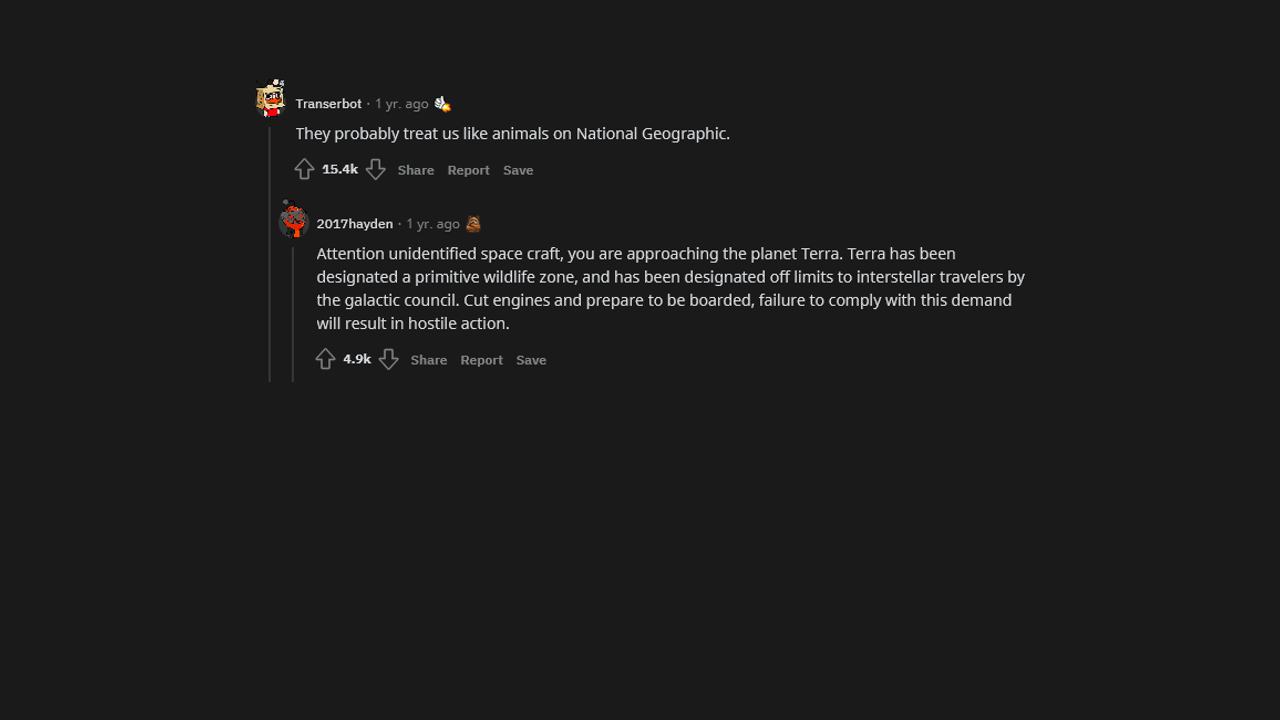 Transerbot · 1 yr. ago
They probably treat us like animals on National Geographic.
15.4k Share Report Save
2017hayden · 1 yr. ago
Attention unidentified space craft, you are approaching the planet Terra. Terra has been
designated a primitive wildlife zone, and has been designated off limits to interstellar travelers by
the galactic council. Cut engines and prepare to be boarded, failure to comply with this demand
will result in hostile action.
4.9k Share Report Save